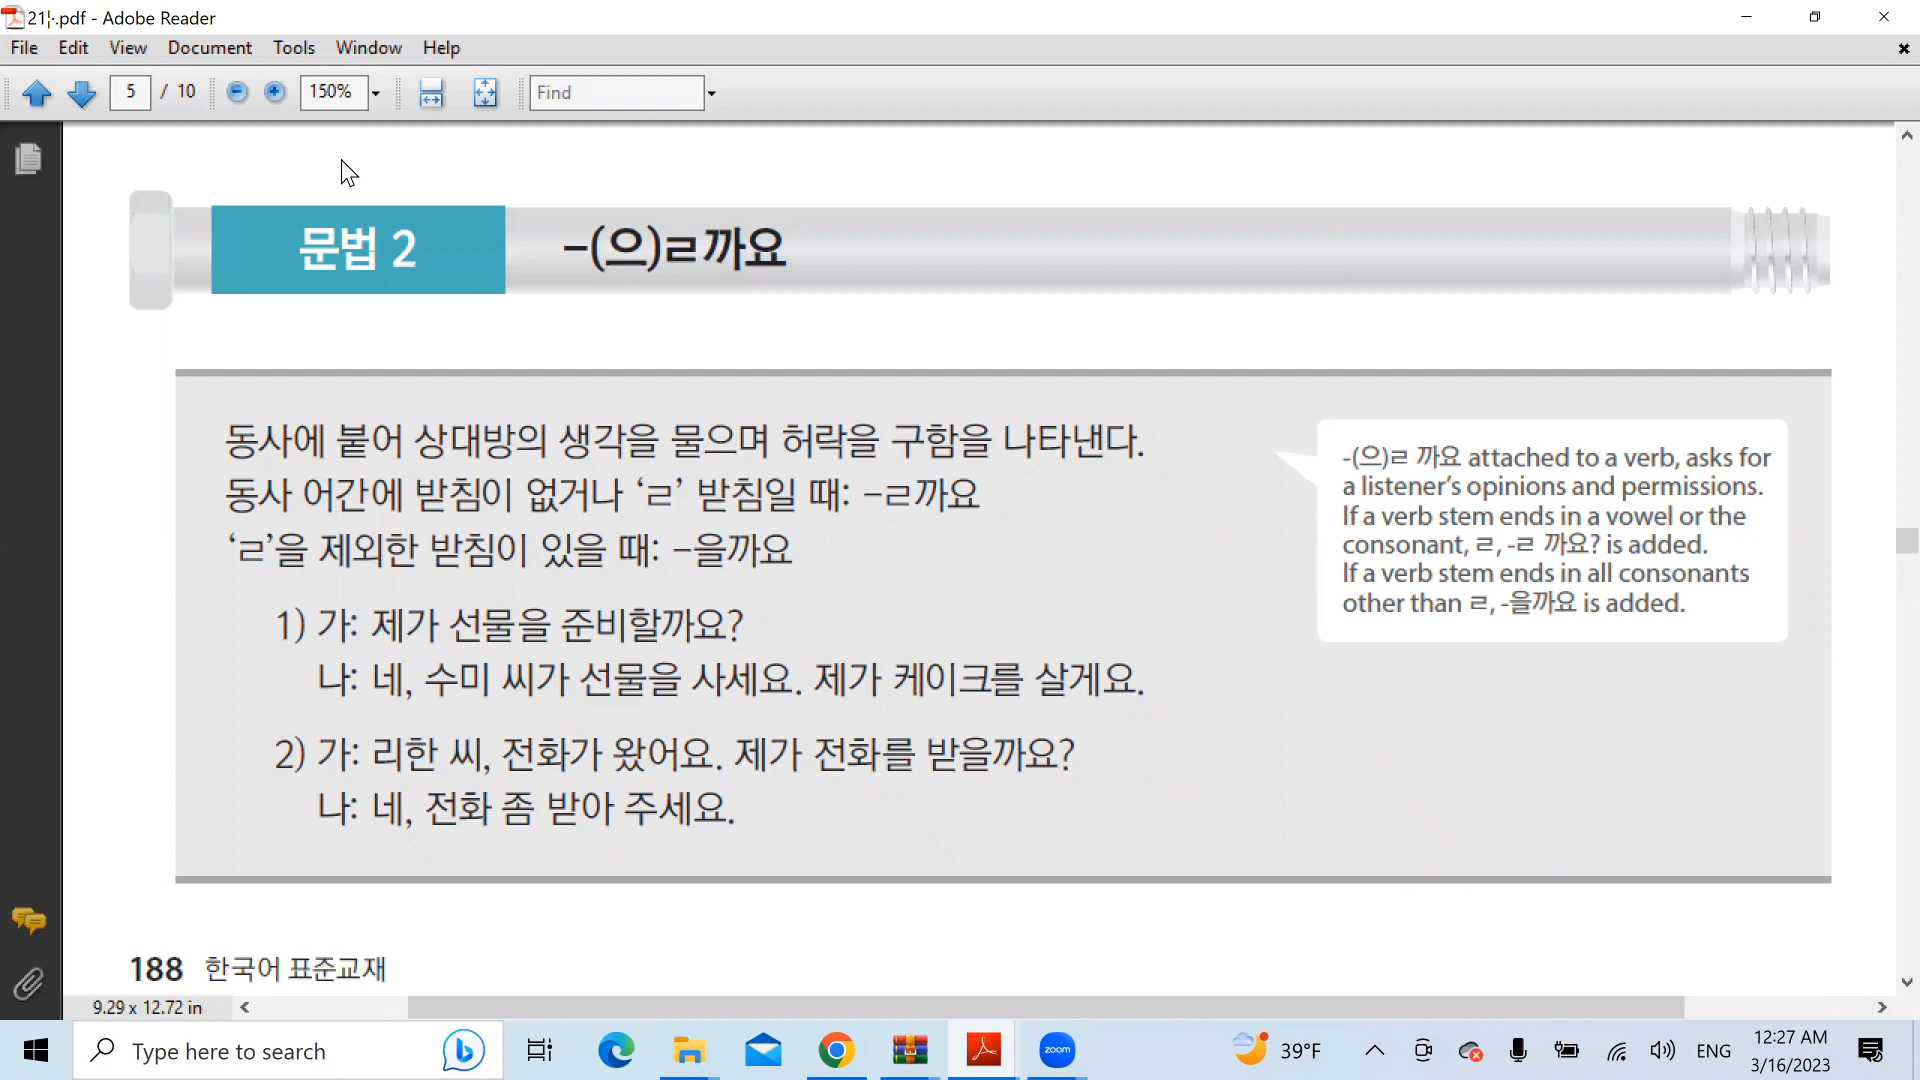 21¦·.pdf - Adobe Reader
File Edit View Document Tools Window Help
5 / 10 150% Find
문법 2 -(으)ㄹ까요
동사에 붙어 상대방의 생각을 물으며 허락을 구함을 나타낸다.
동사 어간에 받침이 없거나 ‘ㄹ’ 받침일 때: -ㄹ까요
‘ㄹ’을 제외한 받침이 있을 때: -을까요
1) 가: 제가 선물을 준비할까요?
나: 네, 수미 씨가 선물을 사세요. 제가 케이크를 살게요.
2) 가: 리한 씨, 전화가 왔어요. 제가 전화를 받을까요?
나: 네, 전화 좀 받아 주세요.
-(으)ㄹ 까요 attached to a verb, asks for
a listener’s opinions and permissions.
If a verb stem ends in a vowel or the
consonant, ㄹ, -ㄹ 까요? is added.
If a verb stem ends in all consonants
other than ㄹ, -을까요 is added.
188 한국어 표준교재
9.29 x 12.72 in
Type here to search
zoom
39°F
ENG
12:27 AM
3/16/2023